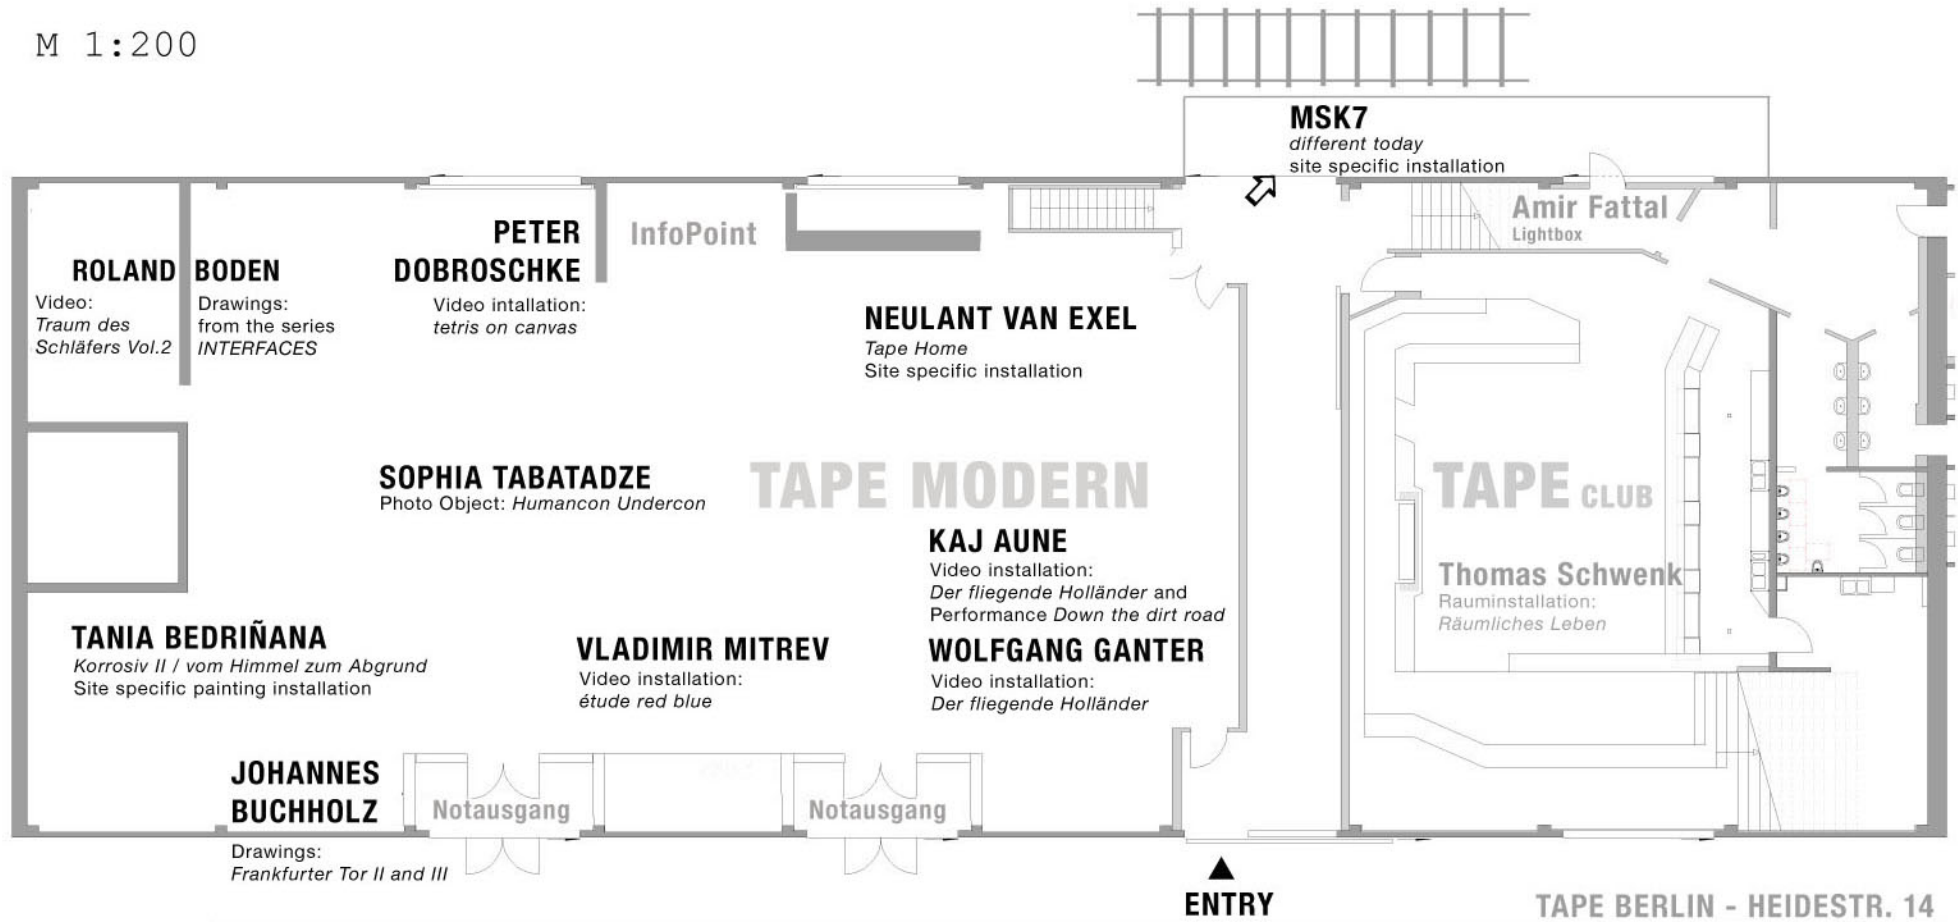 M 1:200
MSK7
different today
site specific installation
Amir Fattal
Lightbox
PETER
DOBROSCHKE
Video intallation:
tetris on canvas
InfoPoint
ROLAND BODEN
Video:
Traum des
Schläfers Vol.2
Drawings:
from the series
INTERFACES
NEULANT VAN EXEL
Tape Home
Site specific installation
SOPHIA TABATADZE
Photo Object: Humancon Undercon
TAPE MODERN
TAPE CLUB
KAJ AUNE
Video installation:
Der fliegende Holländer and
Performance Down the dirt road
Thomas Schwenk
Rauminstallation:
Räumliches Leben
TANIA BEDRIÑANA
Korrosiv II / vom Himmel zum Abgrund
Site specific painting installation
VLADIMIR MITREV
Video installation:
étude red blue
WOLFGANG GANTER
Video installation:
Der fliegende Holländer
JOHANNES
BUCHHOLZ
Drawings:
Frankfurter Tor II and III
Notausgang
Notausgang
ENTRY
TAPE BERLIN - HEIDESTR. 14